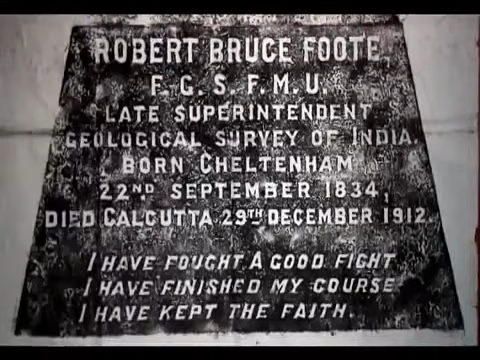 ROBERT BRUCE FOOTE,
F. G. S. F. M. U.
LATE SUPERINTENDENT
GEOLOGICAL SURVEY OF INDIA.
BORN CHELTENHAM
22ND SEPTEMBER 1834,
DIED CALCUTTA 29TH DECEMBER 1912.
I HAVE FOUGHT A GOOD FIGHT
I HAVE FINISHED MY COURSE
I HAVE KEPT THE FAITH.